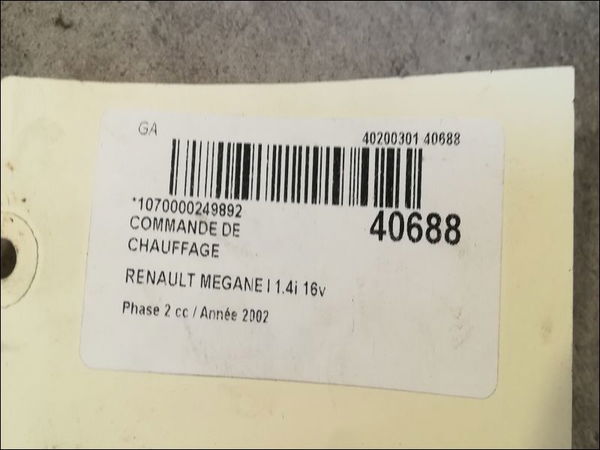 GA
40200301 40688
*1070000249892
40688
COMMANDE DE
CHAUFFAGE
RENAULT MEGANE I 1.4i 16v
Phase 2 cc / Année 2002